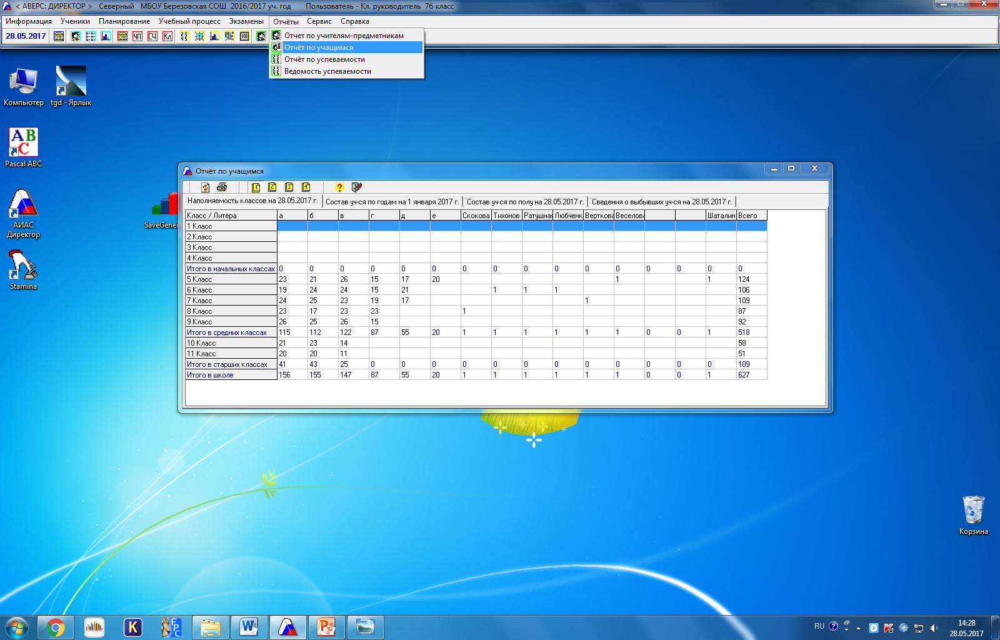 < АВЕРС: ДИРЕКТОР > Северный МБОУ Березовская СОШ 2016/2017 уч. год Пользователь - Кл. руководитель 7б класс
Информация Ученики Планирование Учебный процесс Экзамены Отчёты Сервис Справка
28.05.2017 ЧП СЧ Кл
Отчет по учителям-предметникам
Отчёт по учащимся
Отчёт по успеваемости
Ведомость успеваемости
Компьютер
tgd - Ярлык
Pascal ABC
АИАС Директор
Stamina
SaveGener
Корзина
Отчёт по учащимся
1 2 3 4 ?
Наполняемость классов на 28.05.2017 г. Состав уч-ся по годам на 1 января 2017 г. Состав уч-ся по полу на 28.05.2017 г. Сведения о выбывших уч-ся на 28.05.2017 г.
Класс / Литера а б в г д е Скокова Тихонов Ратушная Любченк Верткова Веселова Шаталин Всего
1 Класс
2 Класс
3 Класс
4 Класс
Итого в начальных классах 0 0 0 0 0 0 0 0 0 0 0 0 0 0 0 0
5 Класс 23 21 26 15 17 20 1 1 124
6 Класс 19 24 24 15 21 1 1 1 106
7 Класс 24 25 23 19 17 1 109
8 Класс 23 17 23 23 1 87
9 Класс 26 25 26 15 92
Итого в средних классах 115 112 122 87 55 20 1 1 1 1 1 1 0 0 1 518
10 Класс 21 23 14 58
11 Класс 20 20 11 51
Итого в старших классах 41 43 25 0 0 0 0 0 0 0 0 0 0 0 0 109
Итого в школе 156 155 147 87 55 20 1 1 1 1 1 1 0 0 1 627
RU 14:28
28.05.2017